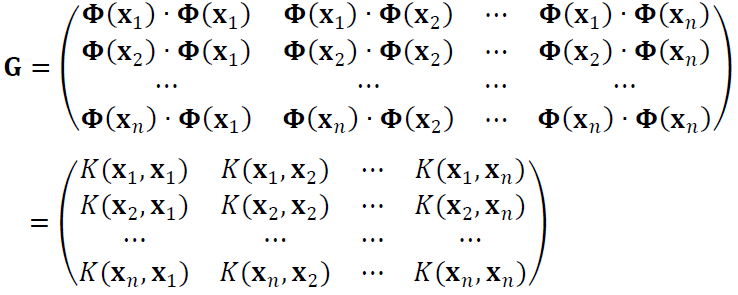 G = ( Φ(x₁) · Φ(x₁) Φ(x₁) · Φ(x₂) ⋯ Φ(x₁) · Φ(xₙ)
Φ(x₂) · Φ(x₁) Φ(x₂) · Φ(x₂) ⋯ Φ(x₂) · Φ(xₙ)
⋯ ⋯ ⋯ ⋯
Φ(xₙ) · Φ(x₁) Φ(xₙ) · Φ(x₂) ⋯ Φ(xₙ) · Φ(xₙ) )
= ( K(x₁, x₁) K(x₁, x₂) ⋯ K(x₁, xₙ)
K(x₂, x₁) K(x₂, x₂) ⋯ K(x₂, xₙ)
⋯ ⋯ ⋯ ⋯
K(xₙ, x₁) K(xₙ, x₂) ⋯ K(xₙ, xₙ) )